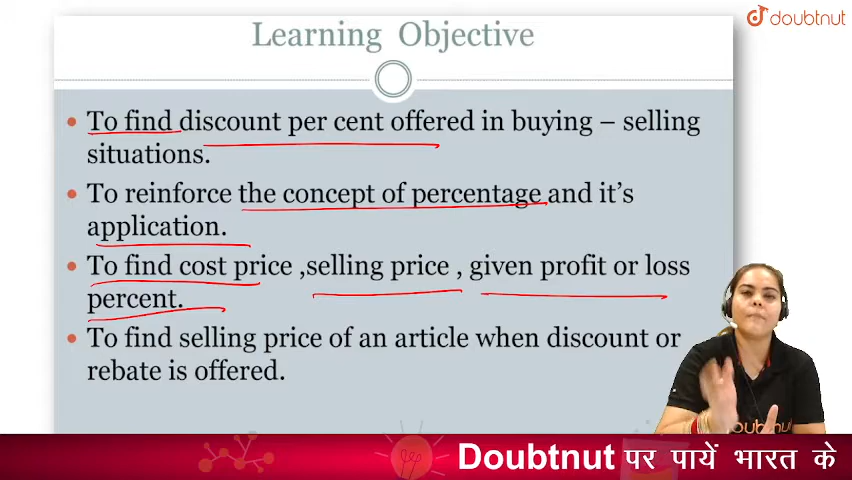 doubtnut
Learning Objective
To find discount per cent offered in buying – selling
situations.
To reinforce the concept of percentage and it's
application.
To find cost price ,selling price , given profit or loss
percent.
To find selling price of an article when discount or
rebate is offered.
doubtnut
Doubtnut पर पायें भारत के